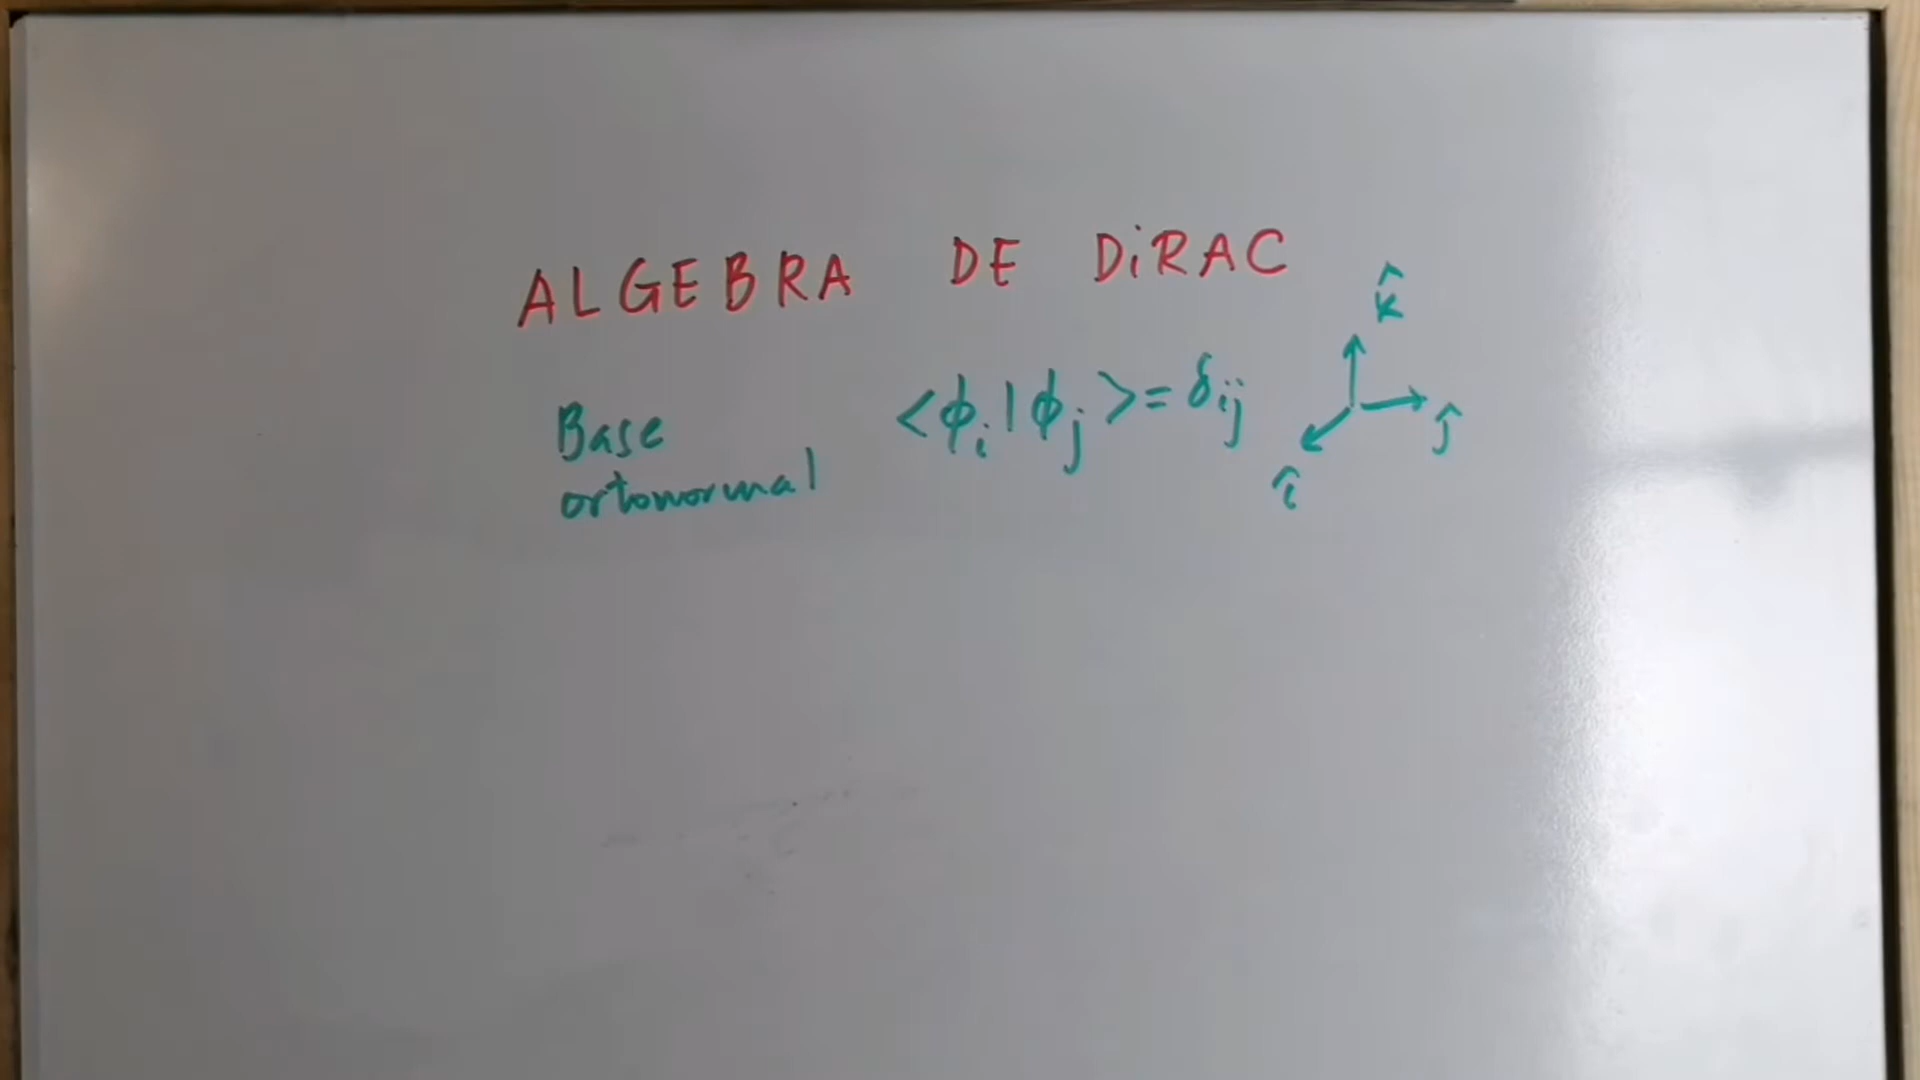 ALGEBRA DE DiRAC
Base
ortonormal
<ϕi|ϕj>=δij
k̂
ĵ
î